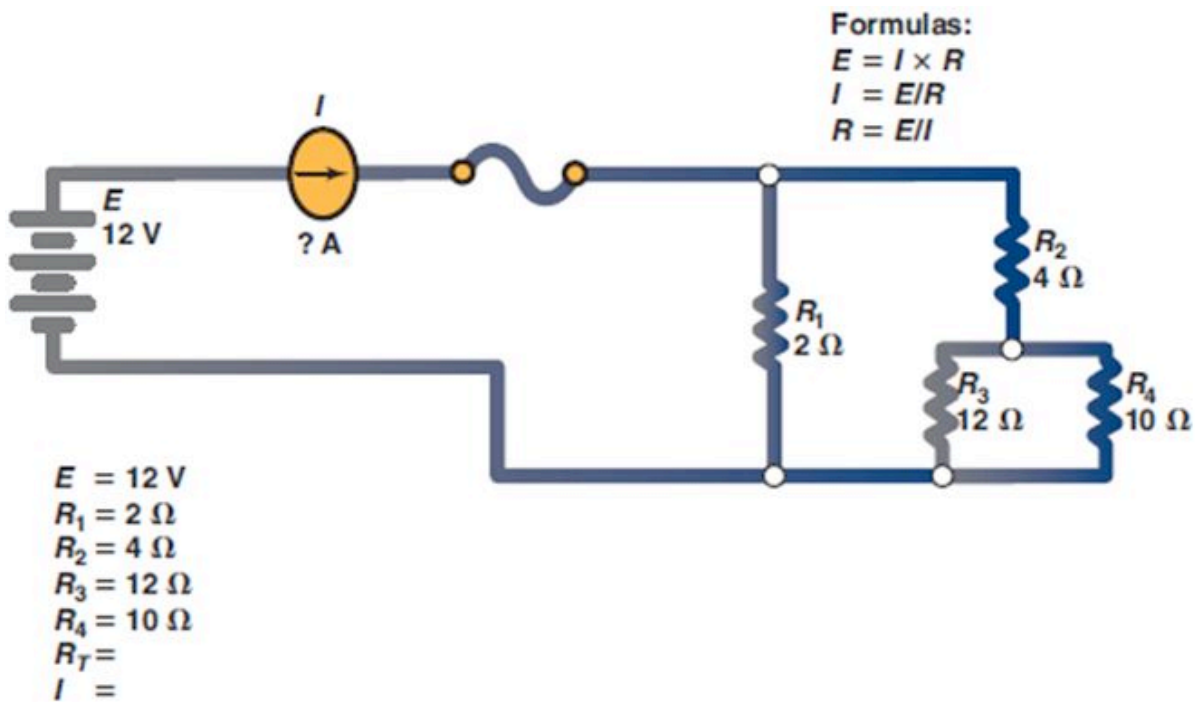 Formulas:
E = I × R
I = E/R
R = E/I
I
? A
E
12 V
R₂
4 Ω
R₁
2 Ω
R₃
12 Ω
R₄
10 Ω
E = 12 V
R₁ = 2 Ω
R₂ = 4 Ω
R₃ = 12 Ω
R₄ = 10 Ω
R_T =
I =